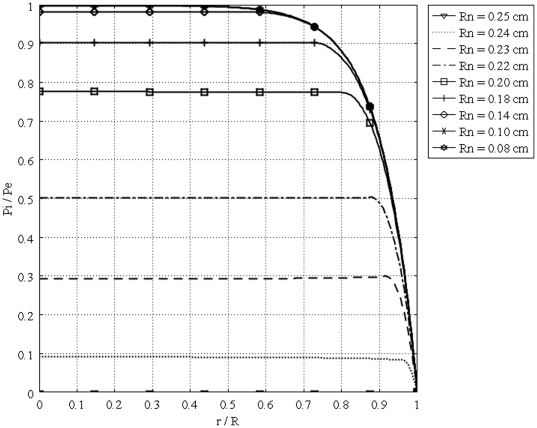 1
0.9
0.8
0.7
0.6
0.5
0.4
0.3
0.2
0.1
0
Pi / Pe
0 0.1 0.2 0.3 0.4 0.5 0.6 0.7 0.8 0.9 1
r / R
Rn = 0.25 cm
Rn = 0.24 cm
Rn = 0.23 cm
Rn = 0.22 cm
Rn = 0.20 cm
Rn = 0.18 cm
Rn = 0.14 cm
Rn = 0.10 cm
Rn = 0.08 cm